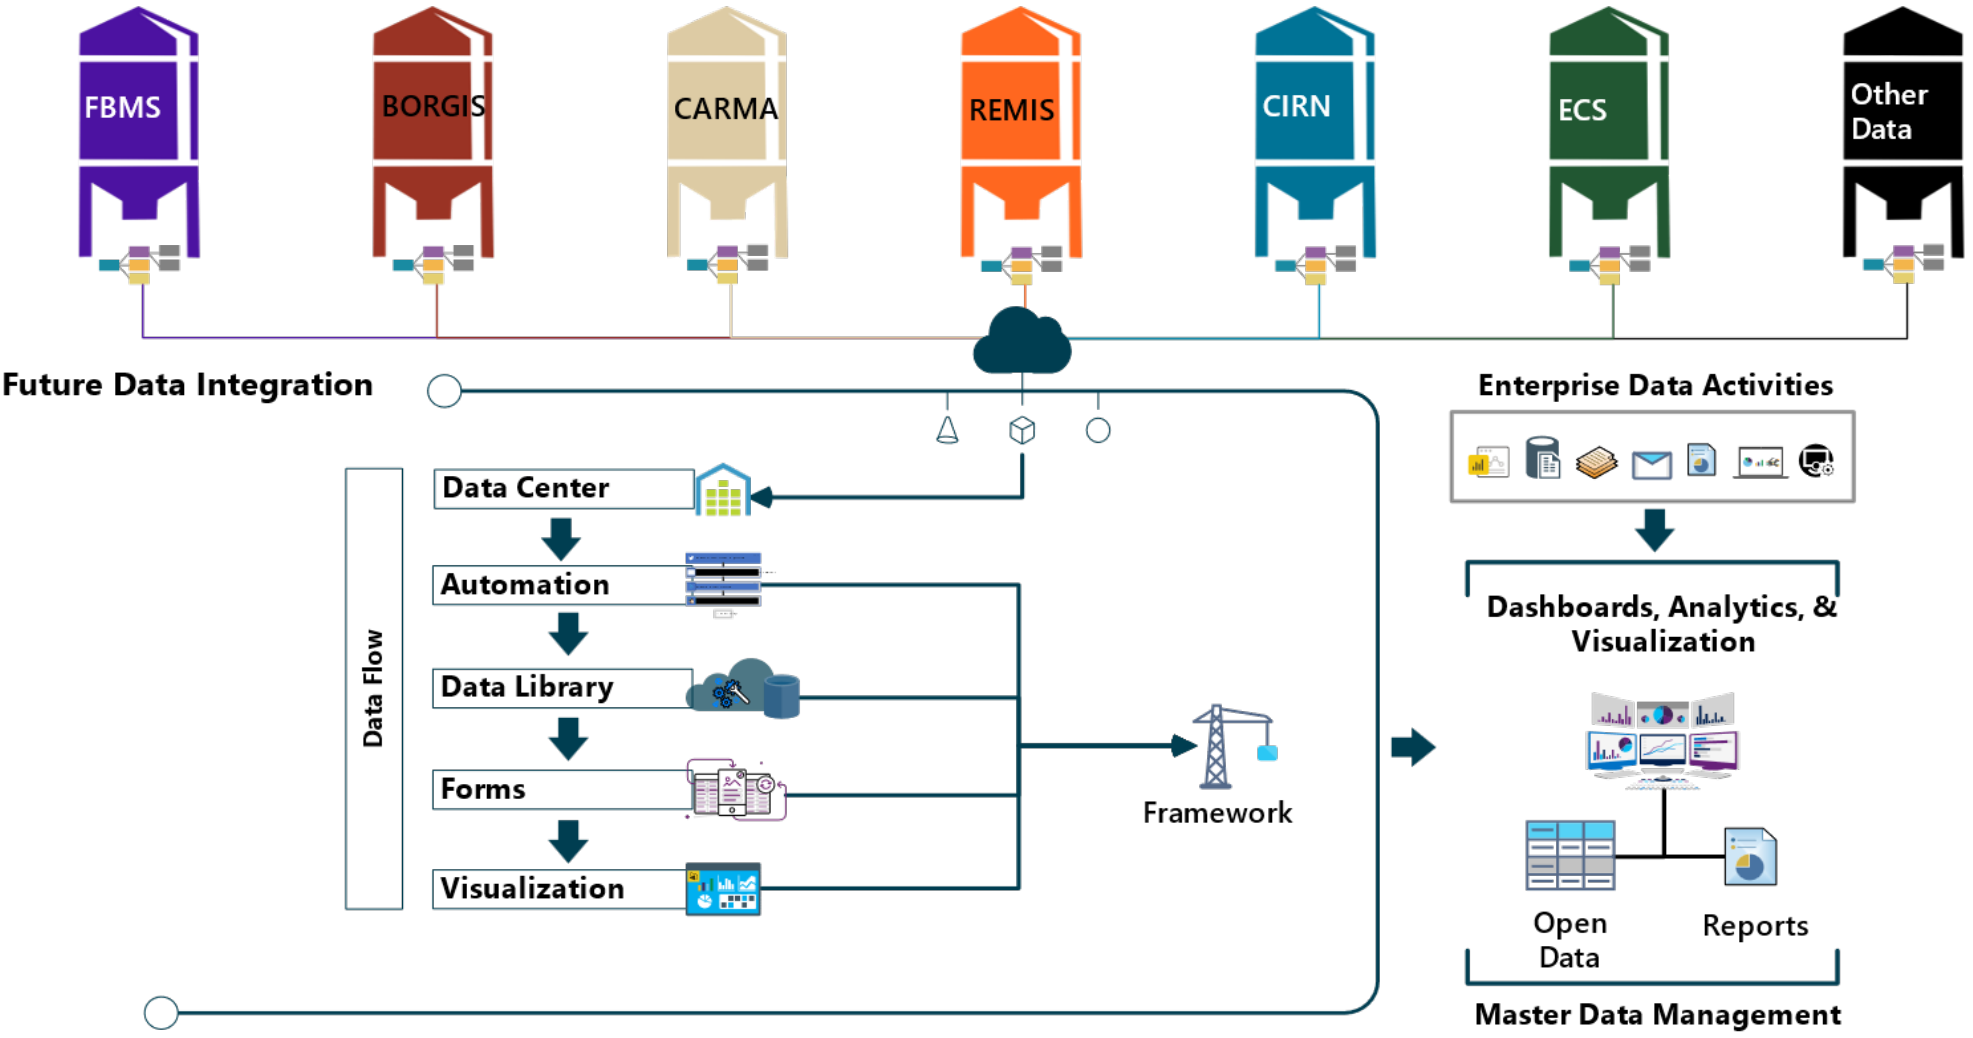 FBMS
BORGIS
CARMA
REMIS
CIRN
ECS
Other
Data
Future Data Integration
Enterprise Data Activities
Data Flow
Data Center
Automation
Data Library
Forms
Visualization
Framework
Dashboards, Analytics, &
Visualization
Open
Data
Reports
Master Data Management